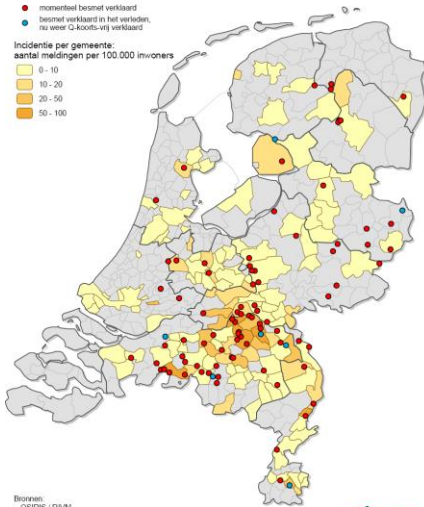 momenteel besmet verklaard
besmet verklaard in het verleden,
nu weer Q-koorts-vrij verklaard
Incidentie per gemeente:
aantal meldingen per 100.000 inwoners
0 - 10
10 - 20
20 - 50
50 - 100
Bronnen: